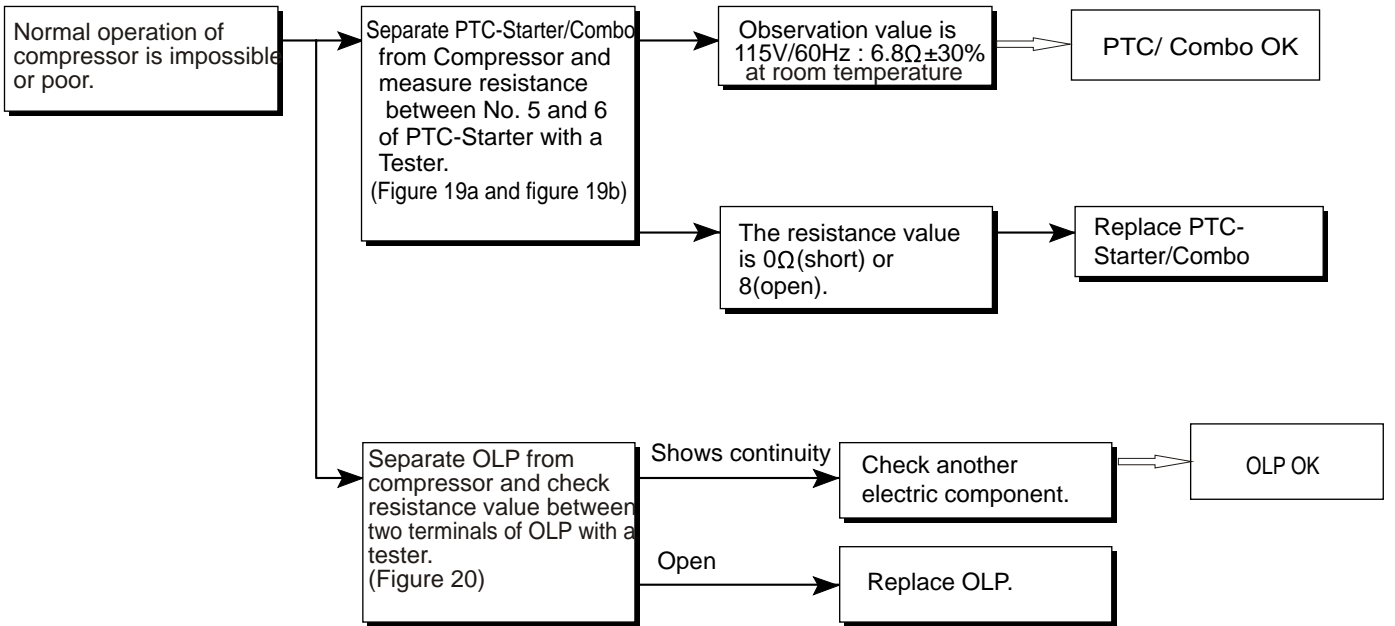 Normal operation of
compressor is impossible
or poor.
Separate PTC-Starter/Combo
from Compressor and
measure resistance
between No. 5 and 6
of PTC-Starter with a
Tester.
(Figure 19a and figure 19b)
Observation value is
115V/60Hz : 6.8Ω±30%
at room temperature
PTC/ Combo OK
The resistance value
is 0Ω(short) or
8(open).
Replace PTC-
Starter/Combo
Separate OLP from
compressor and check
resistance value between
two terminals of OLP with a
tester.
(Figure 20)
Shows continuity
Check another
electric component.
OLP OK
Open
Replace OLP.